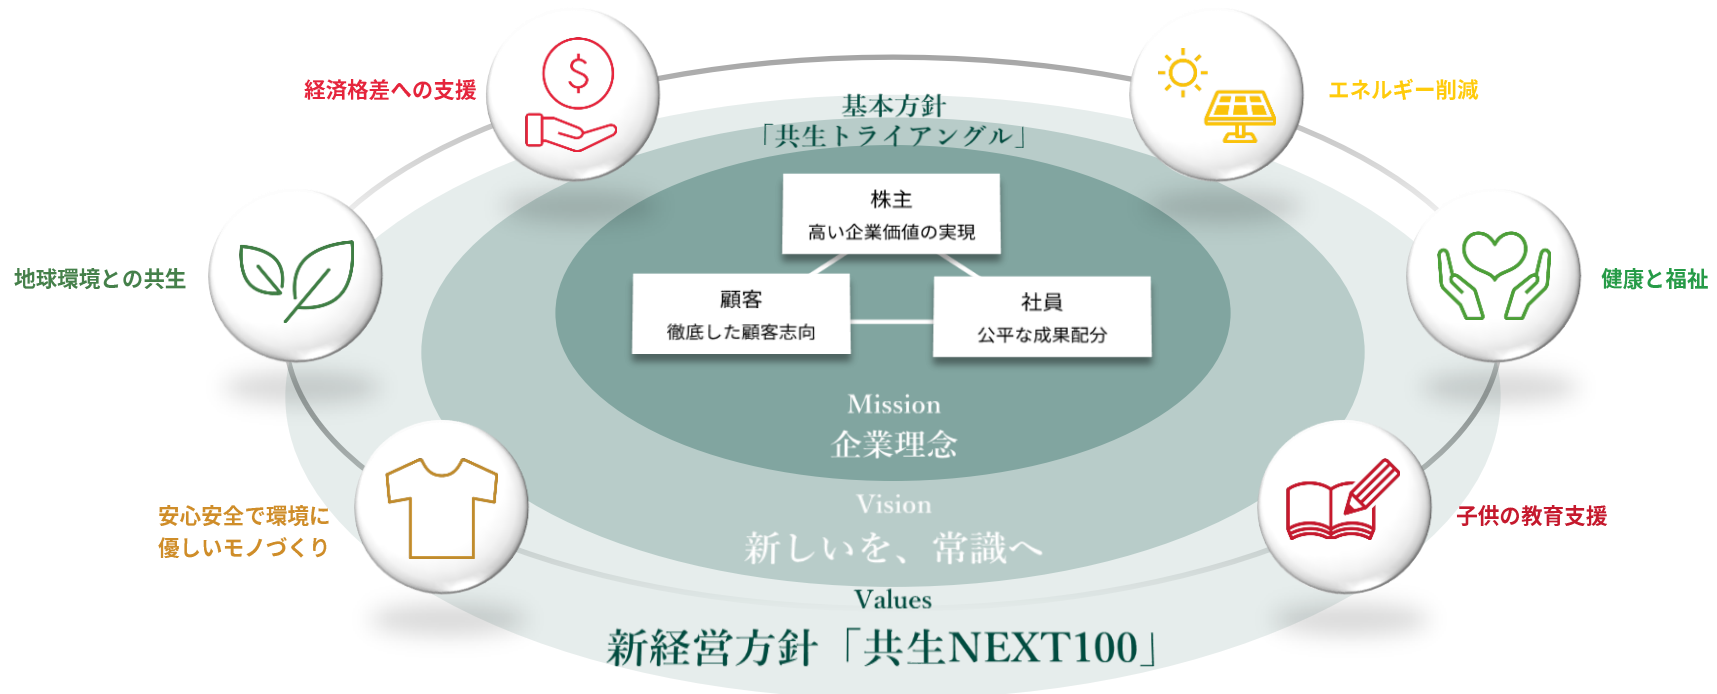 経済格差への支援
エネルギー削減
基本方針
「共生トライアングル」
株主
高い企業価値の実現
地球環境との共生
顧客
徹底した顧客志向
社員
公平な成果配分
健康と福祉
Mission
企業理念
Vision
新しいを、常識へ
安心安全で環境に
優しいモノづくり
子供の教育支援
Values
新経営方針「共生NEXT100」